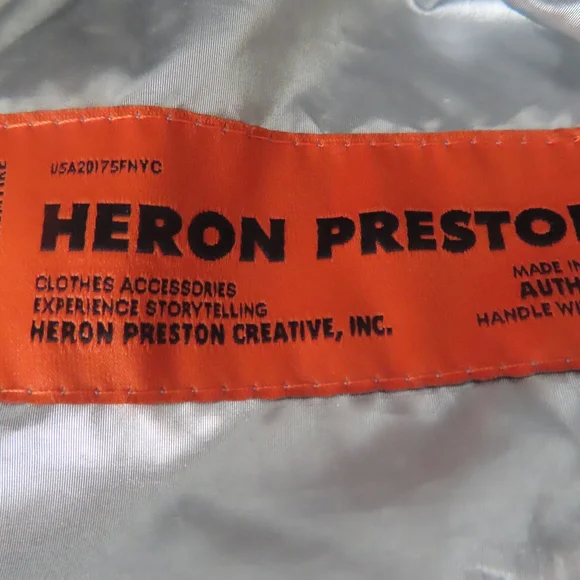 USA20175FNYC
HERON PRESTO
CLOTHES ACCESSORIES
EXPERIENCE STORYTELLING
HERON PRESTON CREATIVE, INC.
MADE IN
AUTH
HANDLE WI